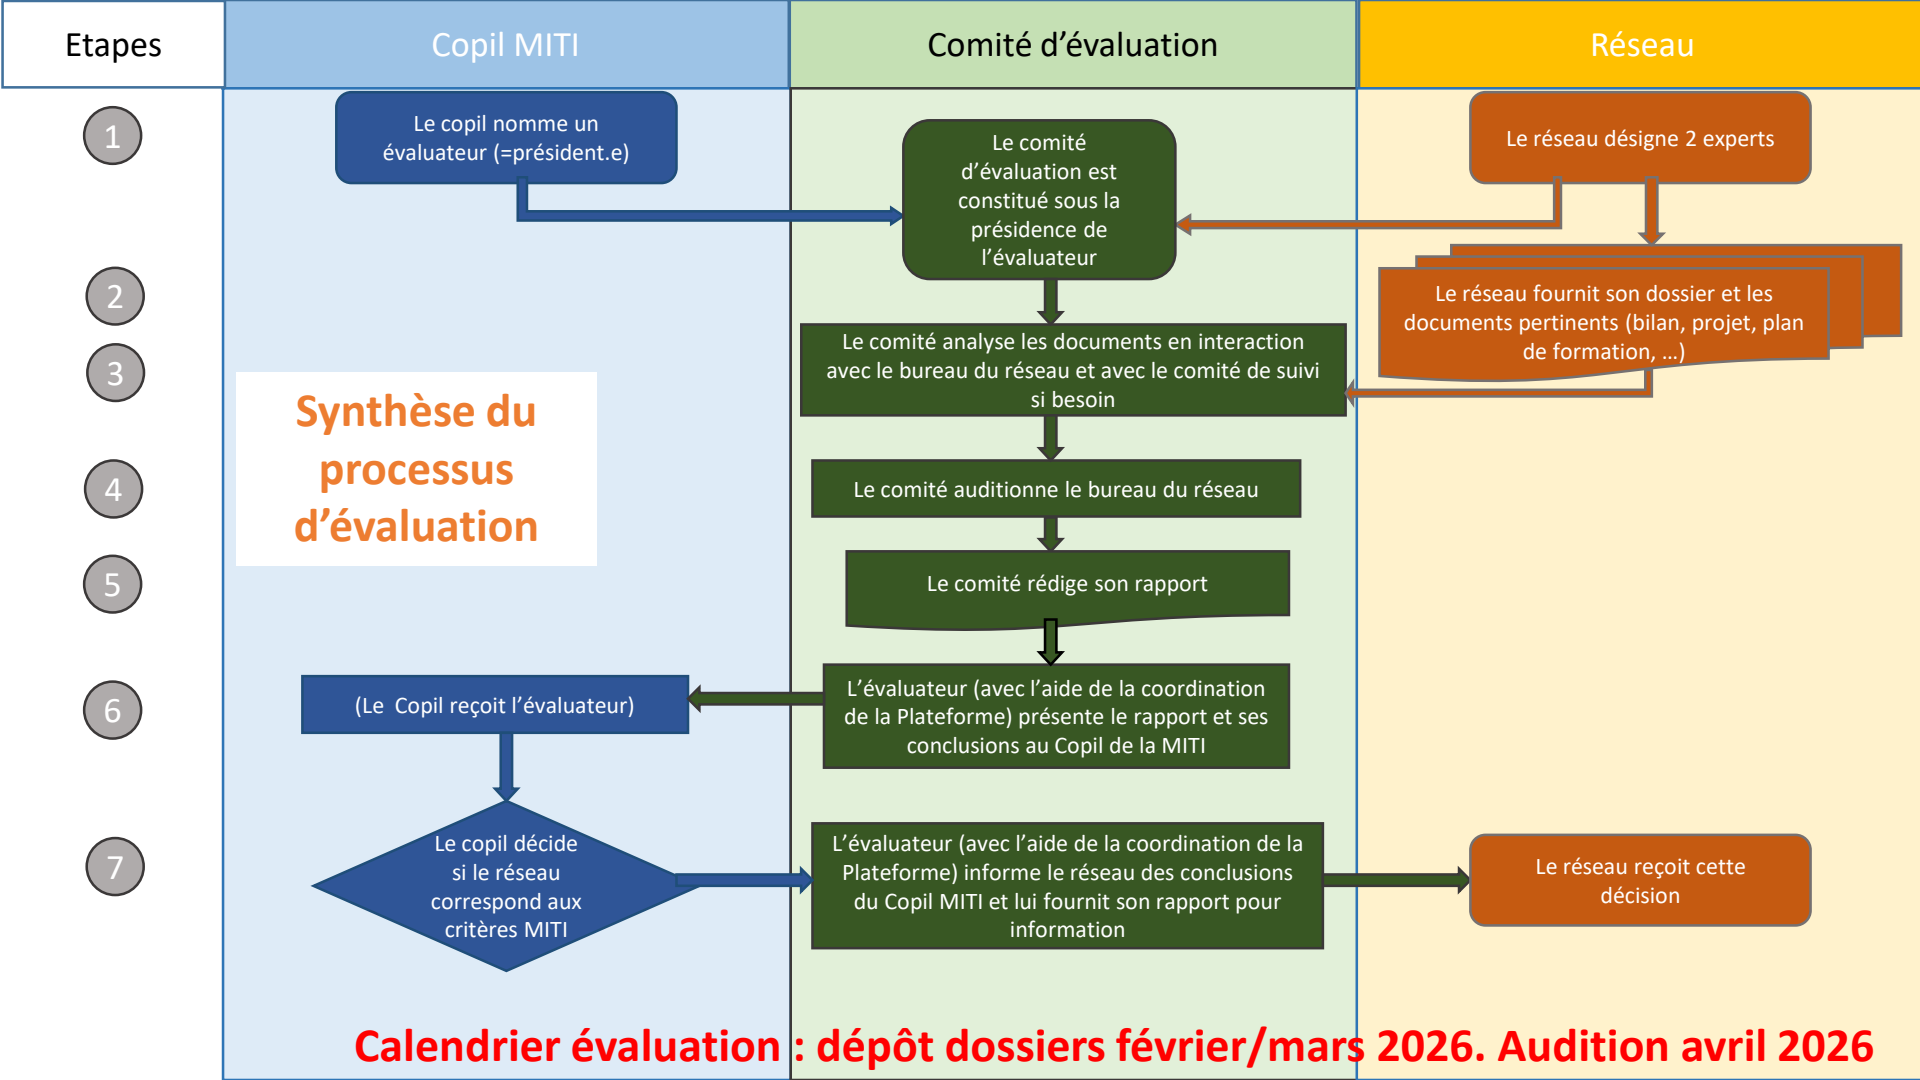 Etapes
Copil MITI
Comité d’évaluation
Réseau
1
Le copil nomme un
évaluateur (=président.e)
Le comité
d’évaluation est
constitué sous la
présidence de
l’évaluateur
Le réseau désigne 2 experts
2
Le réseau fournit son dossier et les
documents pertinents (bilan, projet, plan
de formation, …)
3
Le comité analyse les documents en interaction
avec le bureau du réseau et avec le comité de suivi
si besoin
Synthèse du
processus
d’évaluation
4
Le comité auditionne le bureau du réseau
5
Le comité rédige son rapport
6
(Le  Copil reçoit l’évaluateur)
L’évaluateur (avec l’aide de la coordination
de la Plateforme) présente le rapport et ses
conclusions au Copil de la MITI
7
Le copil décide
si le réseau
correspond aux
critères MITI
L’évaluateur (avec l’aide de la coordination de la
Plateforme) informe le réseau des conclusions
du Copil MITI et lui fournit son rapport pour
information
Le réseau reçoit cette
décision
Calendrier évaluation : dépôt dossiers février/mars 2026. Audition avril 2026